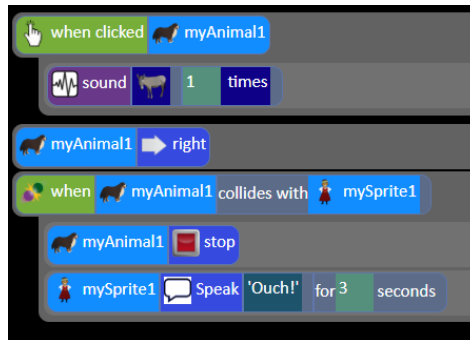 when clicked myAnimal1
sound 1 times
myAnimal1 right
when myAnimal1 collides with mySprite1
myAnimal1 stop
mySprite1 Speak 'Ouch!' for 3 seconds